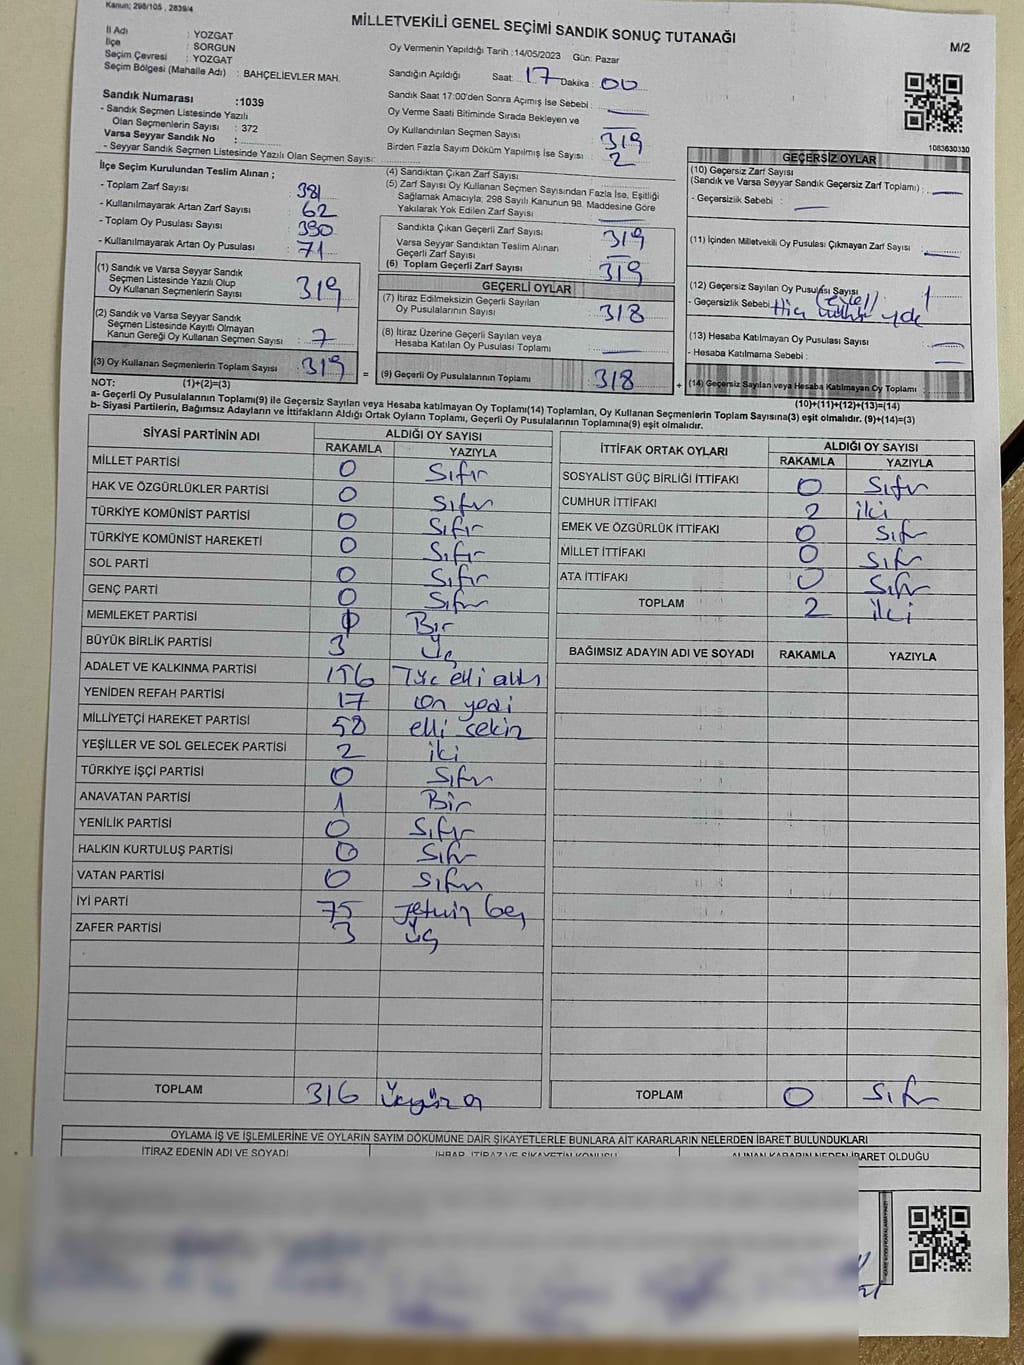 Kanun; 298/105 , 2839/4
MİLLETVEKİLİ GENEL SEÇİMİ SANDIK SONUÇ TUTANAĞI
M/2
İl Adı : YOZGAT
İlçe : SORGUN
Seçim Çevresi : YOZGAT
Seçim Bölgesi (Mahalle Adı) : BAHÇELİEVLER MAH.
Sandık Numarası :1039
- Sandık Seçmen Listesinde Yazılı
Olan Seçmenlerin Sayısı : 372
Varsa Seyyar Sandık No :
- Seyyar Sandık Seçmen Listesinde Yazılı Olan Seçmen Sayısı:
Oy Vermenin Yapıldığı Tarih :14/05/2023 Gün: Pazar
Sandığın Açıldığı Saat: 17 Dakika : 00
Sandık Saat 17:00'den Sonra Açımış İse Sebebi :
Oy Verme Saati Bitiminde Sırada Bekleyen ve
Oy Kullandırılan Seçmen Sayısı : 319
Birden Fazla Sayım Döküm Yapılmış İse Sayısı : 2
1083630330
İlçe Seçim Kurulundan Teslim Alınan ;
- Toplam Zarf Sayısı : 381
- Kullanılmayarak Artan Zarf Sayısı : 62
- Toplam Oy Pusulası Sayısı : 390
- Kullanılmayarak Artan Oy Pusulası : 71
(1) Sandık ve Varsa Seyyar Sandık
Seçmen Listesinde Yazılı Olup
Oy Kullanan Seçmenlerin Sayısı : 319
(2) Sandık ve Varsa Seyyar Sandık
Seçmen Listesinde Kayıtlı Olmayan
Kanun Gereği Oy Kullanan Seçmen Sayısı : 7
(3) Oy Kullanan Seçmenlerin Toplam Sayısı : 319
(4) Sandıktan Çıkan Zarf Sayısı :
(5) Zarf Sayısı Oy Kullanan Seçmen Sayısından Fazla İse, Eşitliği
Sağlamak Amacıyla; 298 Sayılı Kanunun 98. Maddesine Göre
Yakılarak Yok Edilen Zarf Sayısı :
Sandıkta Çıkan Geçerli Zarf Sayısı : 319
Varsa Seyyar Sandıktan Teslim Alınan
Geçerli Zarf Sayısı :
(6) Toplam Geçerli Zarf Sayısı : 319
GEÇERLİ OYLAR
(7) İtiraz Edilmeksizin Geçerli Sayılan
Oy Pusulalarının Sayısı : 318
(8) İtiraz Üzerine Geçerli Sayılan veya
Hesaba Katılan Oy Pusulası Toplamı :
= (9) Geçerli Oy Pusulalarının Toplamı : 318
GEÇERSİZ OYLAR
(10) Geçersiz Zarf Sayısı
(Sandık ve Varsa Seyyar Sandık Geçersiz Zarf Toplamı) :
- Geçersizlik Sebebi :
(11) İçinden Milletvekili Oy Pusulası Çıkmayan Zarf Sayısı :
(12) Geçersiz Sayılan Oy Pusulası Sayısı : 1
- Geçersizlik Sebebi : Hiç yok
(13) Hesaba Katılmayan Oy Pusulası Sayısı :
- Hesaba Katılmama Sebebi :
+ (14) Geçersiz Sayılan veya Hesaba Katılmayan Oy Toplamı :
NOT: (1)+(2)=(3)
(10)+(11)+(12)+(13)=(14)
a- Geçerli Oy Pusulalarının Toplamı(9) ile Geçersiz Sayılan veya Hesaba katılmayan Oy Toplamı(14) Toplamları, Oy Kullanan Seçmenlerin Toplam Sayısına(3) eşit olmalıdır. (9)+(14)=(3)
b- Siyasi Partilerin, Bağımsız Adayların ve İttifakların Aldığı Ortak Oyların Toplamı, Geçerli Oy Pusulalarının Toplamına(9) eşit olmalıdır.
SİYASİ PARTİNİN ADI ALDIĞI OY SAYISI
RAKAMLA YAZIYLA
MİLLET PARTİSİ 0 Sıfır
HAK VE ÖZGÜRLÜKLER PARTİSİ 0 Sıfır
TÜRKİYE KOMÜNİST PARTİSİ 0 Sıfır
TÜRKİYE KOMÜNİST HAREKETİ 0 Sıfır
SOL PARTİ 0 Sıfır
GENÇ PARTİ 0 Sıfır
MEMLEKET PARTİSİ 1 Bir
BÜYÜK BİRLİK PARTİSİ 3 Üç
ADALET VE KALKINMA PARTİSİ 156 Yüz elli altı
YENİDEN REFAH PARTİSİ 17 on yedi
MİLLİYETÇİ HAREKET PARTİSİ 58 elli sekiz
YEŞİLLER VE SOL GELECEK PARTİSİ 2 iki
TÜRKİYE İŞÇİ PARTİSİ 0 Sıfır
ANAVATAN PARTİSİ 1 Bir
YENİLİK PARTİSİ 0 Sıfır
HALKIN KURTULUŞ PARTİSİ 0 Sıfır
VATAN PARTİSİ 0 Sıfır
İYİ PARTİ 75 yetmiş beş
ZAFER PARTİSİ 3 üç
TOPLAM 316
İTTİFAK ORTAK OYLARI ALDIĞI OY SAYISI
RAKAMLA YAZIYLA
SOSYALİST GÜÇ BİRLİĞİ İTTİFAKI 0 Sıfır
CUMHUR İTTİFAKI 2 iki
EMEK VE ÖZGÜRLÜK İTTİFAKI 0 Sıfır
MİLLET İTTİFAKI 0 Sıfır
ATA İTTİFAKI 0 Sıfır
TOPLAM 2 iki
BAĞIMSIZ ADAYIN ADI VE SOYADI RAKAMLA YAZIYLA
TOPLAM 0 Sıfır
OYLAMA İŞ VE İŞLEMLERİNE VE OYLARIN SAYIM DÖKÜMÜNE DAİR ŞİKAYETLERLE BUNLARA AİT KARARLARIN NELERDEN İBARET BULUNDUKLARI
İTİRAZ EDENİN ADI VE SOYADI İHBAR, İTİRAZ VE ŞİKAYETİN KONUSU ALINAN KARARIN NEDEN İBARET OLDUĞU